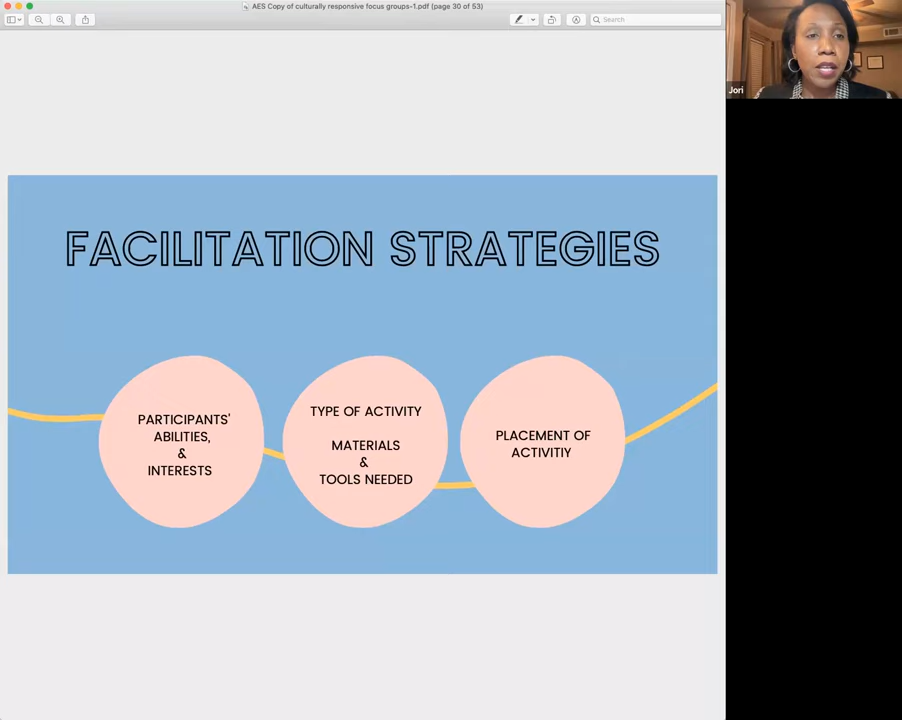 AES Copy of culturally responsive focus groups-1.pdf (page 30 of 53)
Search
Jori
FACILITATION STRATEGIES
PARTICIPANTS'
ABILITIES,
&
INTERESTS
TYPE OF ACTIVITY
MATERIALS
&
TOOLS NEEDED
PLACEMENT OF
ACTIVITIY